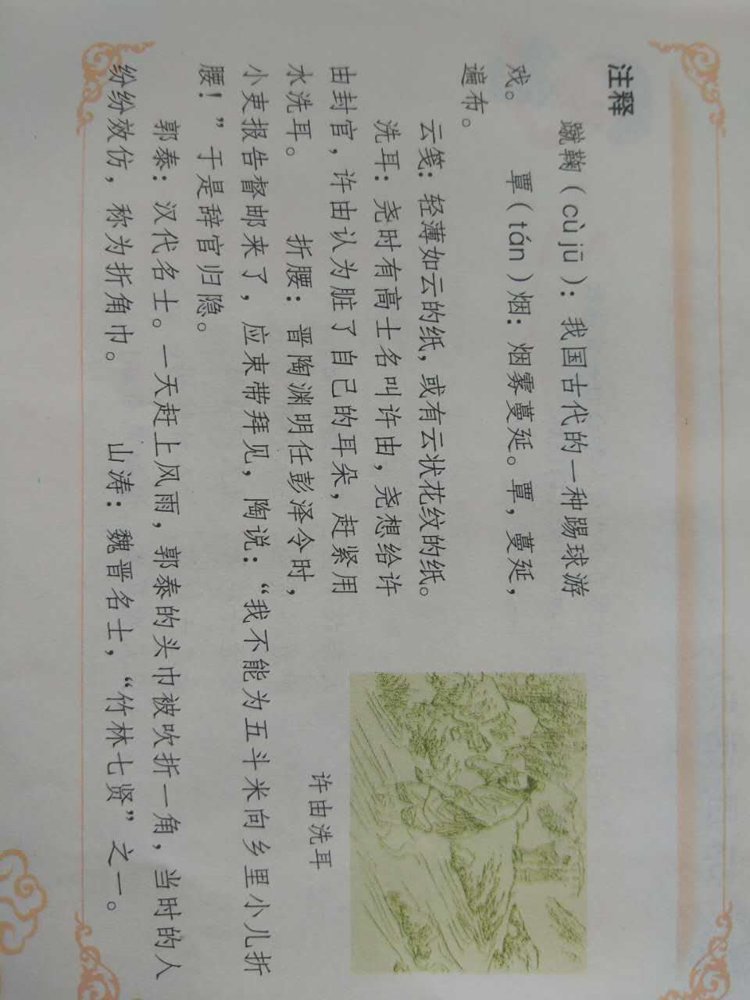 注释
蹴鞠（cù jū）：我国古代的一种踢球游
戏。 覃（tán）烟：烟雾蔓延。覃，蔓延，
遍布。
云笺：轻薄如云的纸，或有云状花纹的纸。
洗耳：尧时有高士名叫许由，尧想给许
由封官，许由认为脏了自己的耳朵，赶紧用
水洗耳。 折腰：晋陶渊明任彭泽令时，
小吏报告督邮来了，应束带拜见，陶说：“我不能为五斗米向乡里小儿折
腰！”于是辞官归隐。
郭泰：汉代名士。一天赶上风雨，郭泰的头巾被吹折一角，当时的人
纷纷效仿，称为折角巾。 山涛：魏晋名士，“竹林七贤”之一。
许由洗耳